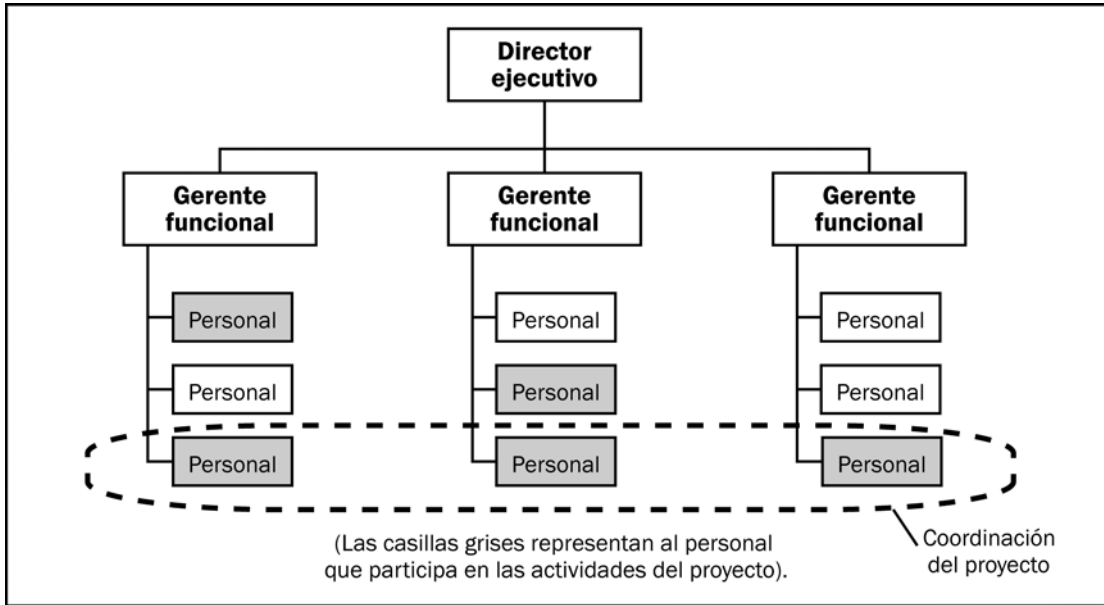 Director
ejecutivo
Gerente
funcional
Gerente
funcional
Gerente
funcional
Personal
Personal
Personal
Personal
Personal
Personal
Personal
Personal
Personal
(Las casillas grises representan al personal
que participa en las actividades del proyecto).
Coordinación
del proyecto